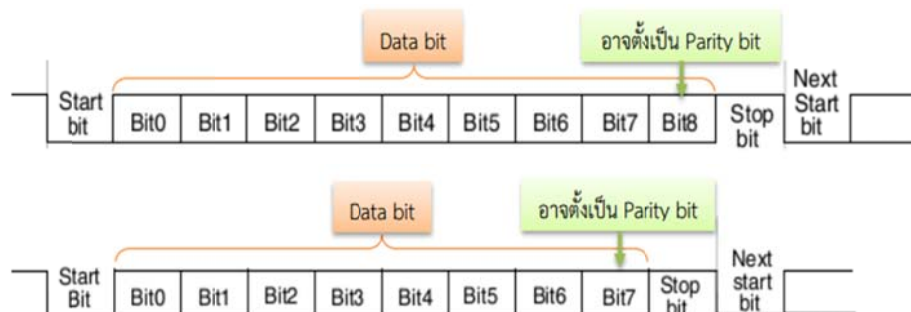 Data bit
อาจตั้งเป็น Parity bit
Start bit
Bit0
Bit1
Bit2
Bit3
Bit4
Bit5
Bit6
Bit7
Bit8
Stop bit
Next Start bit
Data bit
อาจตั้งเป็น Parity bit
Start Bit
Bit0
Bit1
Bit2
Bit3
Bit4
Bit5
Bit6
Bit7
Stop bit
Next start bit